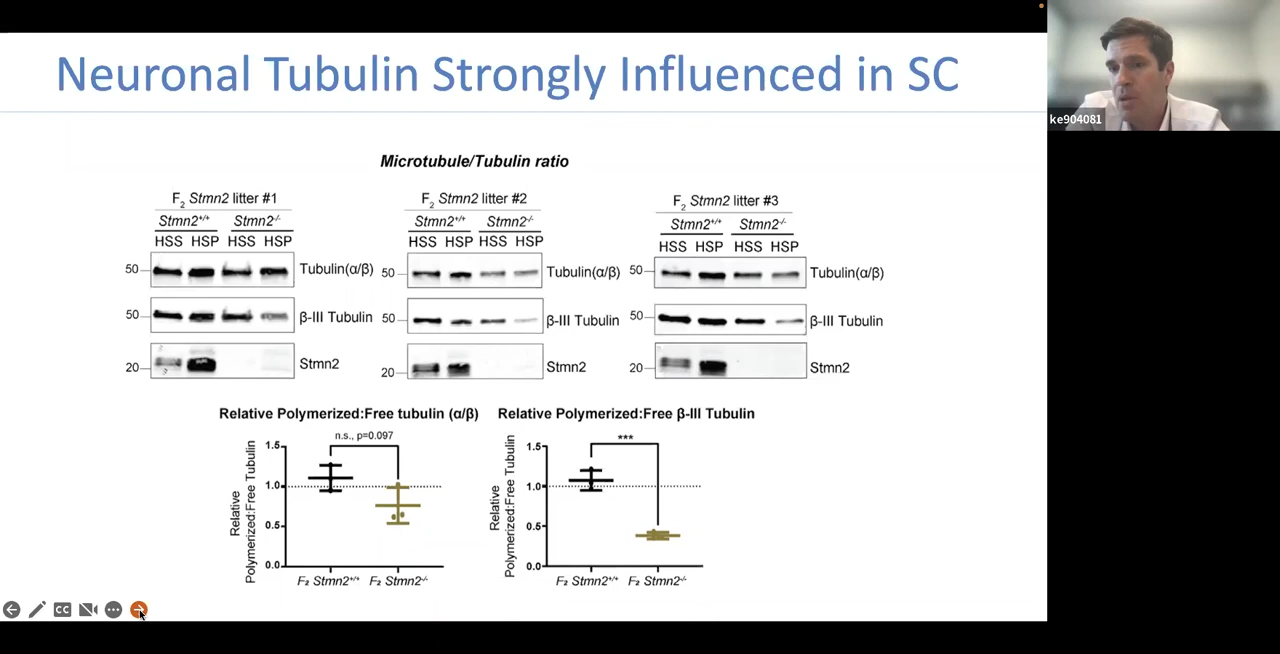 Neuronal Tubulin Strongly Influenced in SC
ke904081
Microtubule/Tubulin ratio
F2 Stmn2 litter #1
Stmn2+/+ Stmn2-/-
HSS HSP HSS HSP
50 Tubulin(α/β)
50 β-III Tubulin
20 Stmn2
F2 Stmn2 litter #2
Stmn2+/+ Stmn2-/-
HSS HSP HSS HSP
50 Tubulin(α/β)
50 β-III Tubulin
20 Stmn2
F2 Stmn2 litter #3
Stmn2+/+ Stmn2-/-
HSS HSP HSS HSP
50 Tubulin(α/β)
50 β-III Tubulin
20 Stmn2
Relative Polymerized:Free tubulin (α/β)
n.s., p=0.097
Relative
Polymerized:Free Tubulin
1.5
1.0
0.5
0.0
F2 Stmn2+/+ F2 Stmn2-/-
Relative Polymerized:Free β-III Tubulin
***
Relative
Polymerized:Free Tubulin
1.5
1.0
0.5
0.0
F2 Stmn2+/+ F2 Stmn2-/-
CC